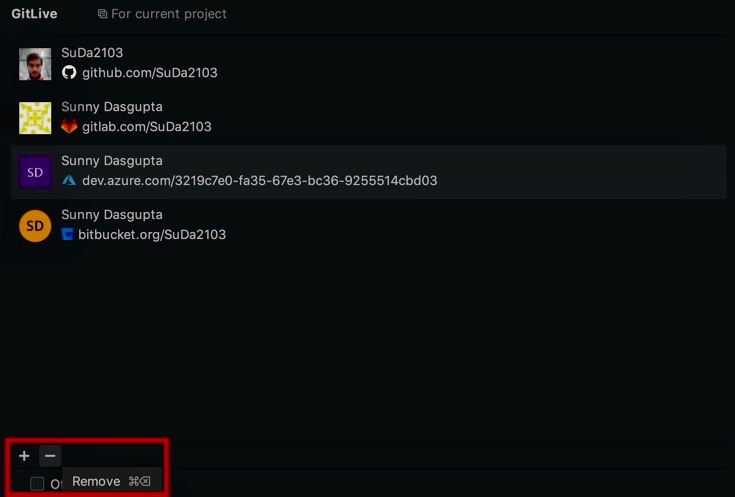 GitLive For current project
SuDa2103
github.com/SuDa2103
Sunny Dasgupta
gitlab.com/SuDa2103
SD
Sunny Dasgupta
dev.azure.com/3219c7e0-fa35-67e3-bc36-9255514cbd03
SD
Sunny Dasgupta
bitbucket.org/SuDa2103
+ −
Remove ⌘⌫